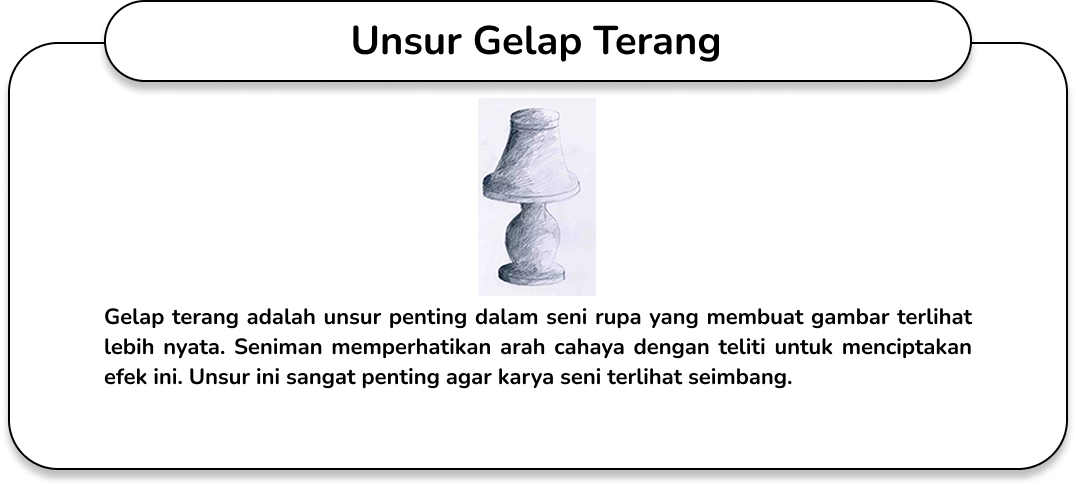 Unsur Gelap Terang
Gelap terang adalah unsur penting dalam seni rupa yang membuat gambar terlihat
lebih nyata. Seniman memperhatikan arah cahaya dengan teliti untuk menciptakan
efek ini. Unsur ini sangat penting agar karya seni terlihat seimbang.